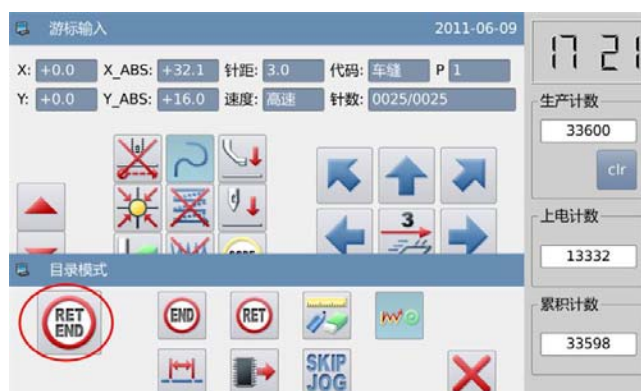 游标输入 2011-06-09
X: +0.0 X_ABS: +32.1 针距: 3.0 代码: 车缝 P 1
Y: +0.0 Y_ABS: +16.0 速度: 高速 针数: 0025/0025
3
目录模式
RET
END
END
RET
SKIP
JOG
17 21
生产计数
33600
clr
上电计数
13332
累积计数
33598